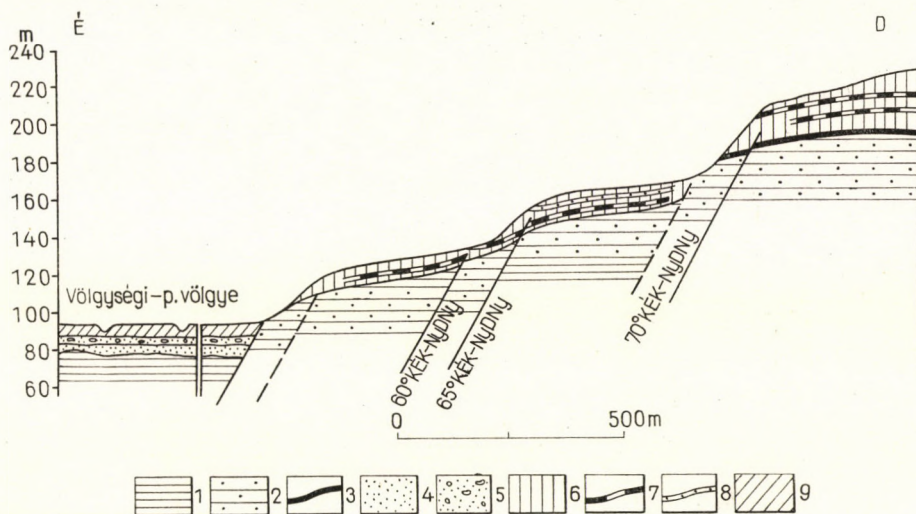 É D
m
240
220
200
180
160
140
120
100
80
60
Völgységi-p. völgye
60°KÉK-NyDNy
65°KÉK-NyDNy
70°KÉK-NyDNy
0 500m
1 2 3 4 5 6 7 8 9